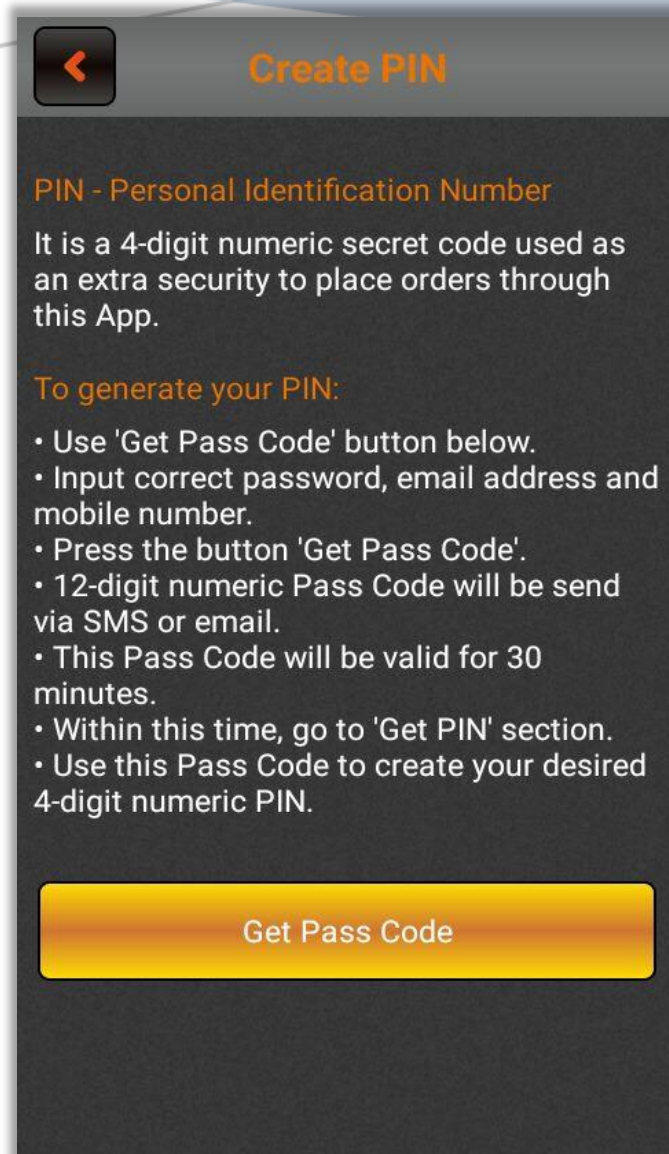 Create PIN
PIN - Personal Identification Number
It is a 4-digit numeric secret code used as
an extra security to place orders through
this App.
To generate your PIN:
• Use 'Get Pass Code' button below.
• Input correct password, email address and
mobile number.
• Press the button 'Get Pass Code'.
• 12-digit numeric Pass Code will be send
via SMS or email.
• This Pass Code will be valid for 30
minutes.
• Within this time, go to 'Get PIN' section.
• Use this Pass Code to create your desired
4-digit numeric PIN.
Get Pass Code